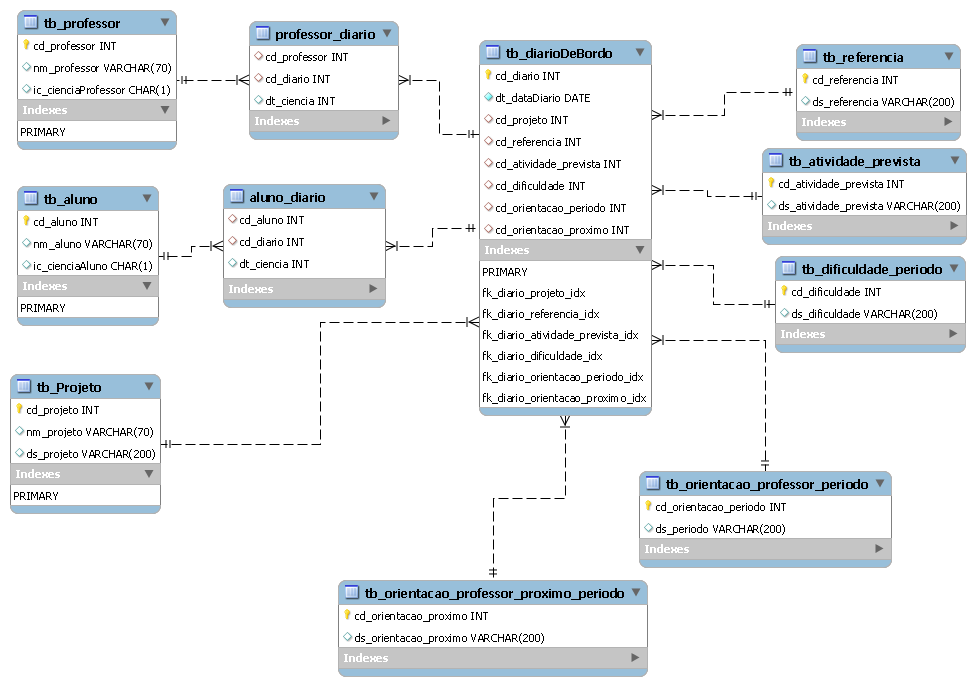 tb_professor
cd_professor INT
nm_professor VARCHAR(70)
ic_cienciaProfessor CHAR(1)
Indexes
PRIMARY
professor_diario
cd_professor INT
cd_diario INT
dt_ciencia INT
Indexes
tb_diarioDeBordo
cd_diario INT
dt_dataDiario DATE
cd_projeto INT
cd_referencia INT
cd_atividade_prevista INT
cd_dificuldade INT
cd_orientacao_periodo INT
cd_orientacao_proximo INT
Indexes
PRIMARY
fk_diario_projeto_idx
fk_diario_referencia_idx
fk_diario_atividade_prevista_idx
fk_diario_dificuldade_idx
fk_diario_orientacao_periodo_idx
fk_diario_orientacao_proximo_idx
tb_referencia
cd_referencia INT
ds_referencia VARCHAR(200)
Indexes
tb_atividade_prevista
cd_atividade_prevista INT
ds_atividade_prevista VARCHAR(200)
Indexes
tb_aluno
cd_aluno INT
nm_aluno VARCHAR(70)
ic_cienciaAluno CHAR(1)
Indexes
PRIMARY
aluno_diario
cd_aluno INT
cd_diario INT
dt_ciencia INT
Indexes
tb_dificuldade_periodo
cd_dificuldade INT
ds_dificuldade VARCHAR(200)
Indexes
tb_Projeto
cd_projeto INT
nm_projeto VARCHAR(70)
ds_projeto VARCHAR(200)
Indexes
PRIMARY
tb_orientacao_professor_periodo
cd_orientacao_periodo INT
ds_periodo VARCHAR(200)
Indexes
tb_orientacao_professor_proximo_periodo
cd_orientacao_proximo INT
ds_orientacao_proximo VARCHAR(200)
Indexes